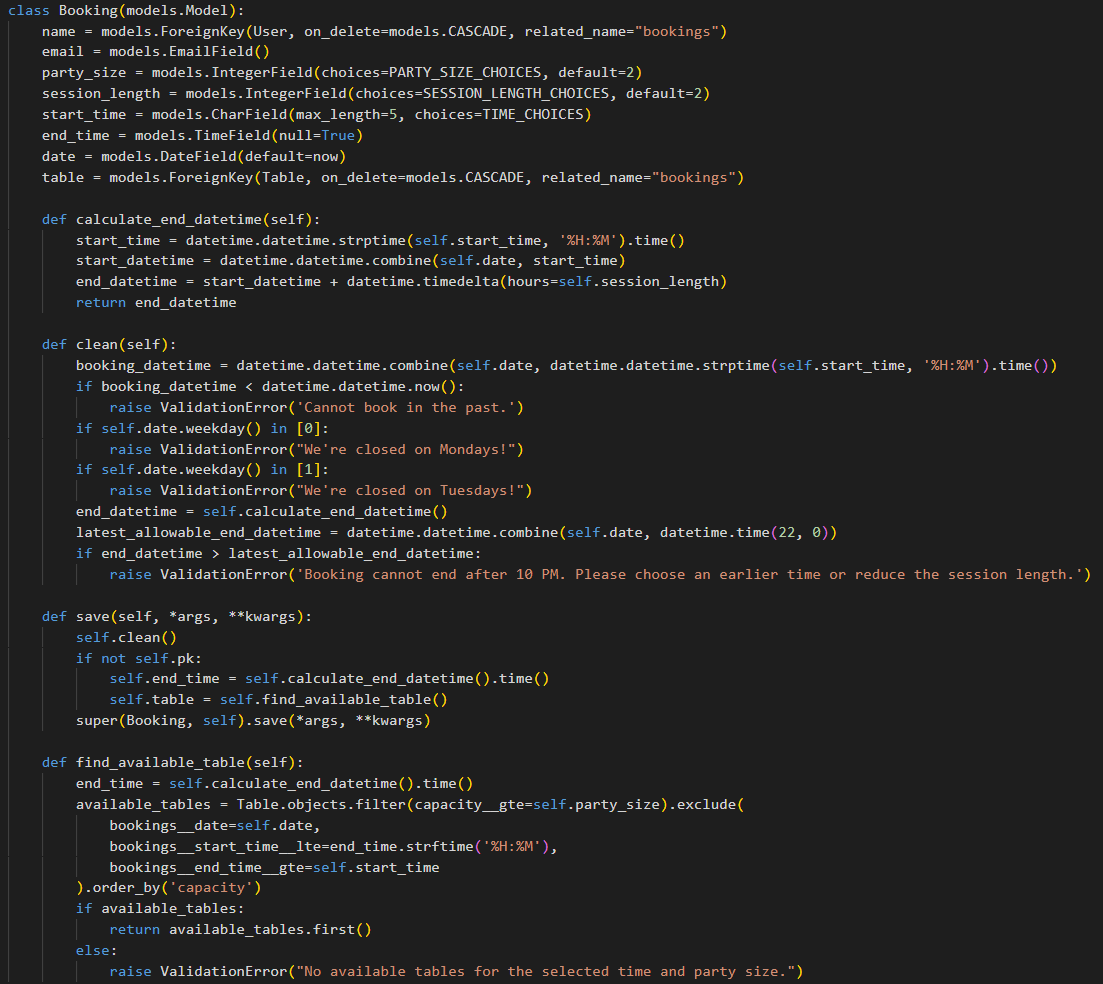 class Booking(models.Model):
    name = models.ForeignKey(User, on_delete=models.CASCADE, related_name="bookings")
    email = models.EmailField()
    party_size = models.IntegerField(choices=PARTY_SIZE_CHOICES, default=2)
    session_length = models.IntegerField(choices=SESSION_LENGTH_CHOICES, default=2)
    start_time = models.CharField(max_length=5, choices=TIME_CHOICES)
    end_time = models.TimeField(null=True)
    date = models.DateField(default=now)
    table = models.ForeignKey(Table, on_delete=models.CASCADE, related_name="bookings")

    def calculate_end_datetime(self):
        start_time = datetime.datetime.strptime(self.start_time, '%H:%M').time()
        start_datetime = datetime.datetime.combine(self.date, start_time)
        end_datetime = start_datetime + datetime.timedelta(hours=self.session_length)
        return end_datetime

    def clean(self):
        booking_datetime = datetime.datetime.combine(self.date, datetime.datetime.strptime(self.start_time, '%H:%M').time())
        if booking_datetime < datetime.datetime.now():
            raise ValidationError('Cannot book in the past.')
        if self.date.weekday() in [0]:
            raise ValidationError("We're closed on Mondays!")
        if self.date.weekday() in [1]:
            raise ValidationError("We're closed on Tuesdays!")
        end_datetime = self.calculate_end_datetime()
        latest_allowable_end_datetime = datetime.datetime.combine(self.date, datetime.time(22, 0))
        if end_datetime > latest_allowable_end_datetime:
            raise ValidationError('Booking cannot end after 10 PM. Please choose an earlier time or reduce the session length.')

    def save(self, *args, **kwargs):
        self.clean()
        if not self.pk:
            self.end_time = self.calculate_end_datetime().time()
            self.table = self.find_available_table()
        super(Booking, self).save(*args, **kwargs)

    def find_available_table(self):
        end_time = self.calculate_end_datetime().time()
        available_tables = Table.objects.filter(capacity__gte=self.party_size).exclude(
            bookings__date=self.date,
            bookings__start_time__lte=end_time.strftime('%H:%M'),
            bookings__end_time__gte=self.start_time
        ).order_by('capacity')
        if available_tables:
            return available_tables.first()
        else:
            raise ValidationError("No available tables for the selected time and party size.")